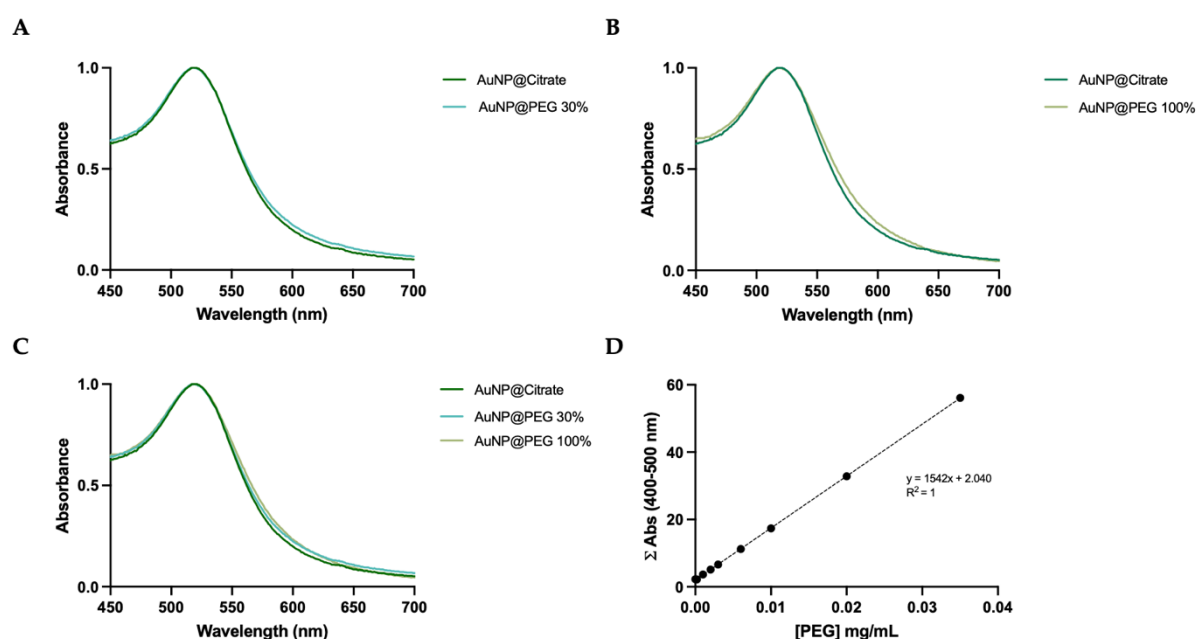 A
B
1.0
0.5
0.0
Absorbance
450 500 550 600 650 700
Wavelength (nm)
AuNP@Citrate
AuNP@PEG 30%
1.0
0.5
0.0
Absorbance
450 500 550 600 650 700
Wavelength (nm)
AuNP@Citrate
AuNP@PEG 100%
C
D
1.0
0.5
0.0
Absorbance
450 500 550 600 650 700
Wavelength (nm)
AuNP@Citrate
AuNP@PEG 30%
AuNP@PEG 100%
60
40
20
0
Σ Abs (400-500 nm)
0.00 0.01 0.02 0.03 0.04
[PEG] mg/mL
y = 1542x + 2.040
R² = 1